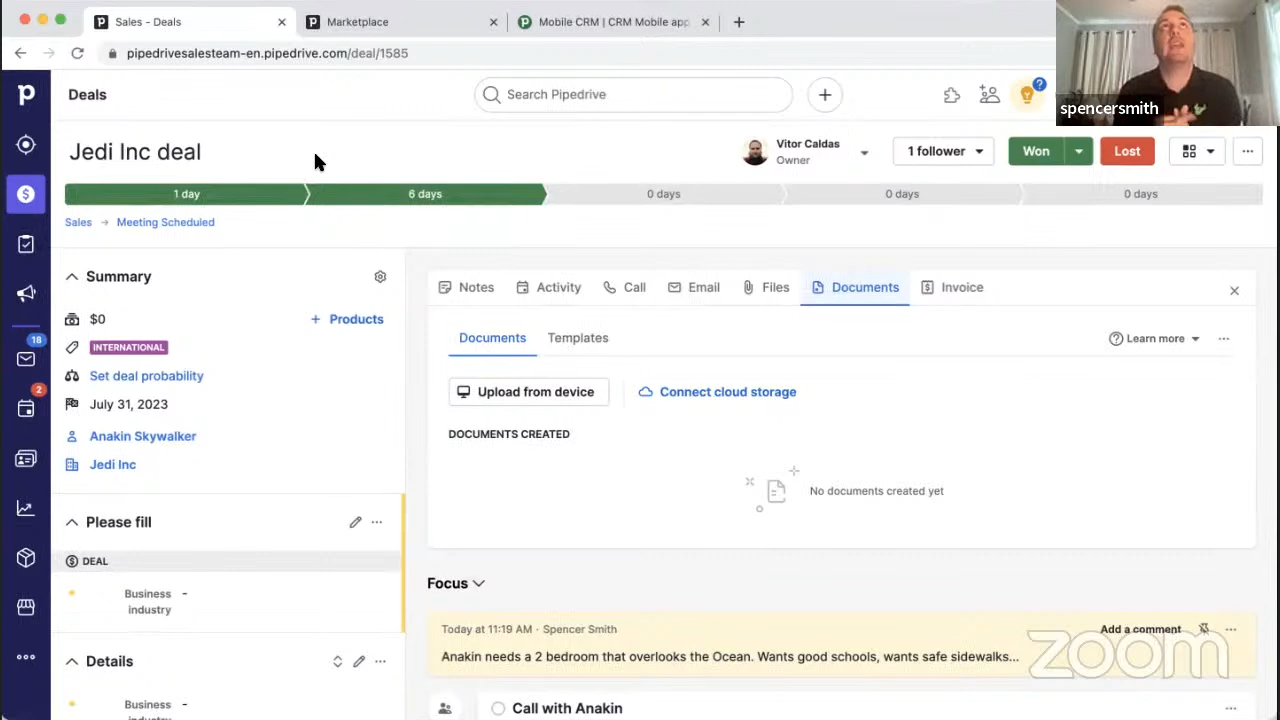 Sales - Deals
Marketplace
Mobile CRM | CRM Mobile app
pipedrivesalesteam-en.pipedrive.com/deal/1585
p
Deals
Search Pipedrive
?
spencersmith
Jedi Inc deal
Vitor Caldas
Owner
1 follower
Won
Lost
1 day
6 days
0 days
0 days
0 days
Sales → Meeting Scheduled
Summary
$0
+ Products
INTERNATIONAL
Set deal probability
July 31, 2023
Anakin Skywalker
Jedi Inc
Please fill
DEAL
Business industry -
Details
Business industry -
18
2
Notes
Activity
Call
Email
Files
Documents
Invoice
Documents
Templates
Learn more
Upload from device
Connect cloud storage
DOCUMENTS CREATED
No documents created yet
Focus
Today at 11:19 AM · Spencer Smith
Add a comment
Anakin needs a 2 bedroom that overlooks the Ocean. Wants good schools, wants safe sidewalks...
zoom
Call with Anakin